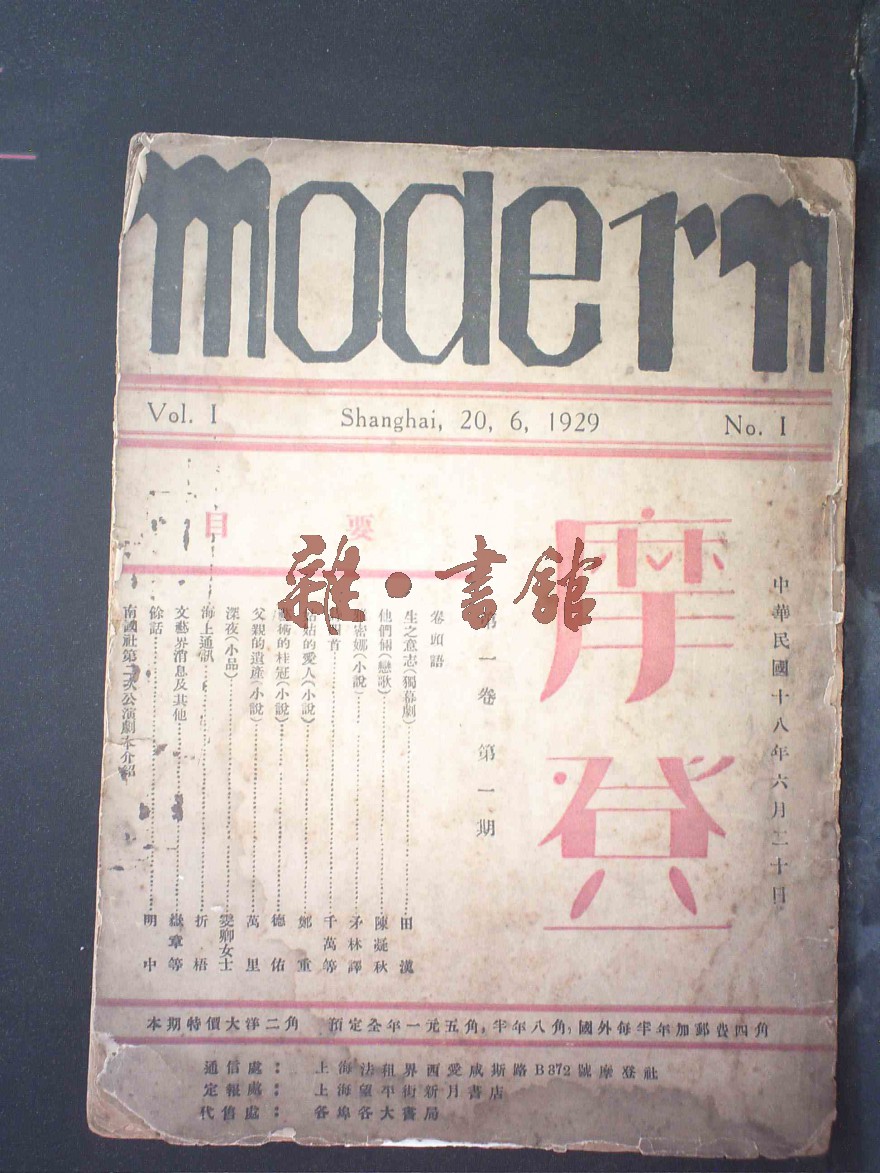 modern
Vol. I Shanghai, 20, 6, 1929 No. I
中華民國十八年六月二十日
摩登
第一卷 第一期
要目
雜·書館
卷頭語
生之意志(獨幕劇)……田漢
他們倆(戀歌)……陳凝秋
密娜(小說)……矛林譯
四首……千萬等
姑的愛人(小說)……鄭重
術的桂冠(小說)……德佑
父親的遺產(小說)……萬里
深夜(小品)……雯卿女士
海上通訊……折梧
文藝界消息及其他……嶽章等
餘話……明中
南國社第二次公演劇本介紹
本期特價大洋二角 預定全年一元五角,半年八角,國外每半年加郵費四角
通信處: 上海法租界西愛咸斯路B372號摩登社
定報處: 上海望平街新月書店
代售處: 各埠各大書局